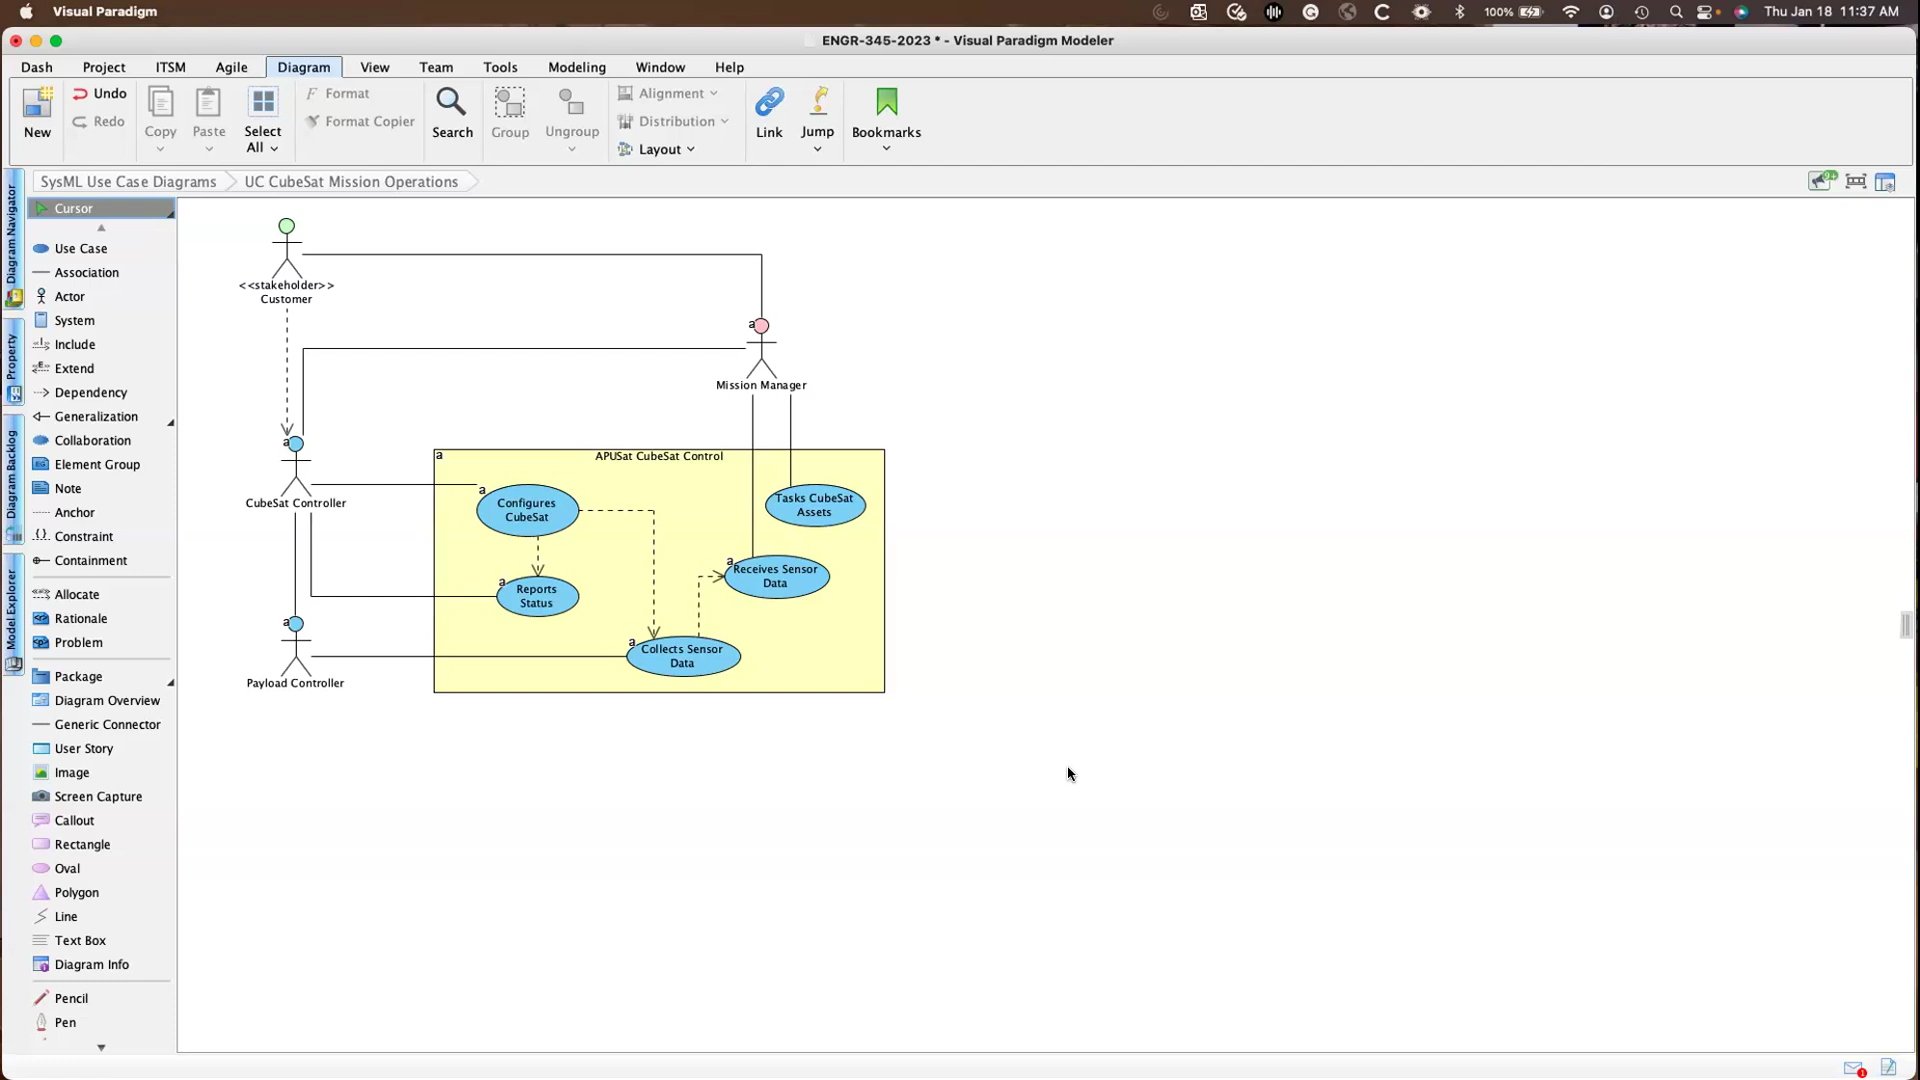 Visual Paradigm
100%
Thu Jan 18 11:37 AM
ENGR-345-2023 * - Visual Paradigm Modeler
Dash Project ITSM Agile Diagram View Team Tools Modeling Window Help
New
Undo
Redo
Copy
Paste
Select
All
Format
Format Copier
Search
Group
Ungroup
Alignment
Distribution
Layout
Link
Jump
Bookmarks
SysML Use Case Diagrams
UC CubeSat Mission Operations
Diagram Navigator
Property
Diagram Backlog
Model Explorer
Cursor
Use Case
Association
Actor
System
Include
Extend
Dependency
Generalization
Collaboration
Element Group
Note
Anchor
Constraint
Containment
Allocate
Rationale
Problem
Package
Diagram Overview
Generic Connector
User Story
Image
Screen Capture
Callout
Rectangle
Oval
Polygon
Line
Text Box
Diagram Info
Pencil
Pen
<<stakeholder>>
Customer
a
Mission Manager
a
CubeSat Controller
a
APUSat CubeSat Control
a
Configures
CubeSat
Tasks CubeSat
Assets
a
Receives Sensor
Data
a
Reports
Status
a
Collects Sensor
Data
a
Payload Controller